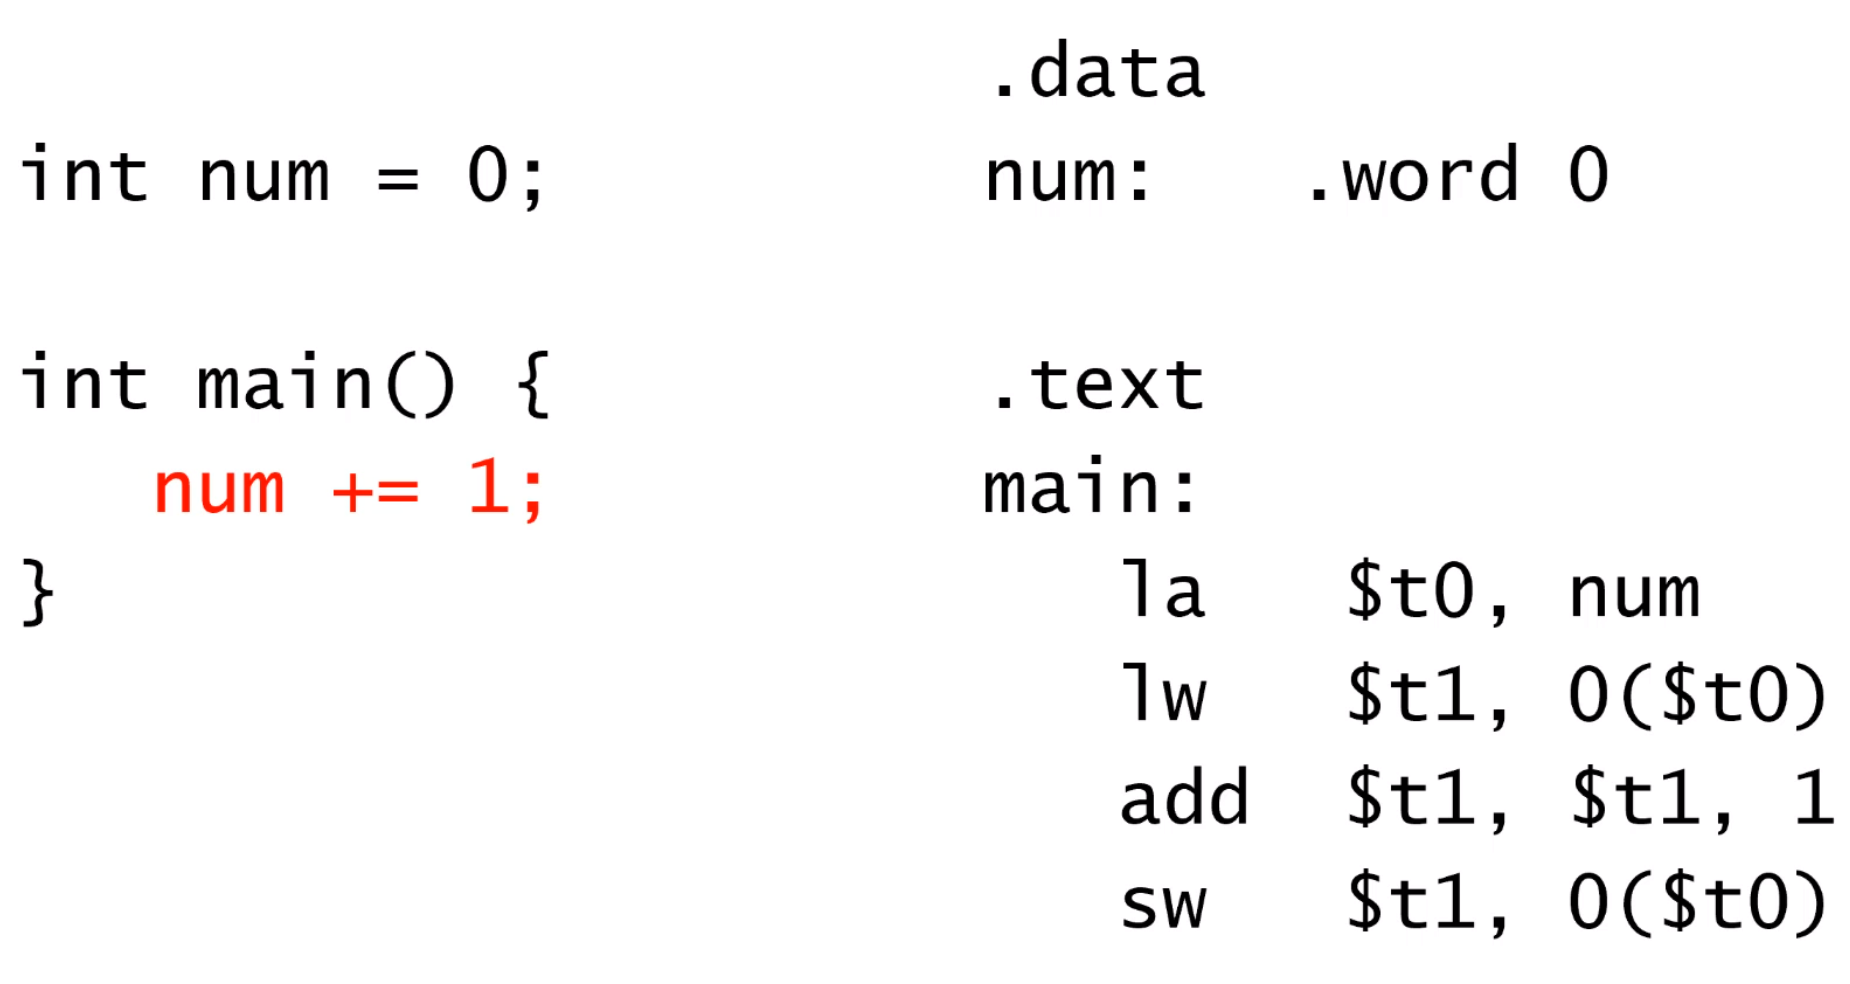 int num = 0;
int main() {
   num += 1;
}
.data
num:   .word 0
.text
main:
   la   $t0, num
   lw   $t1, 0($t0)
   add  $t1, $t1, 1
   sw   $t1, 0($t0)